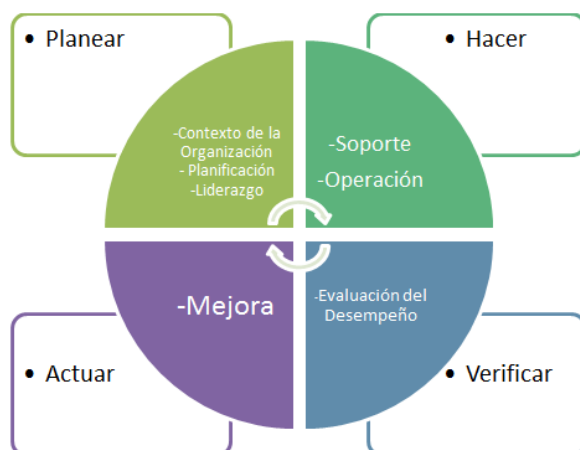 • Planear
• Hacer
-Contexto de la
Organización
- Planificación
-Liderazgo
-Soporte
-Operación
-Mejora
-Evaluación del
Desempeño
• Actuar
• Verificar